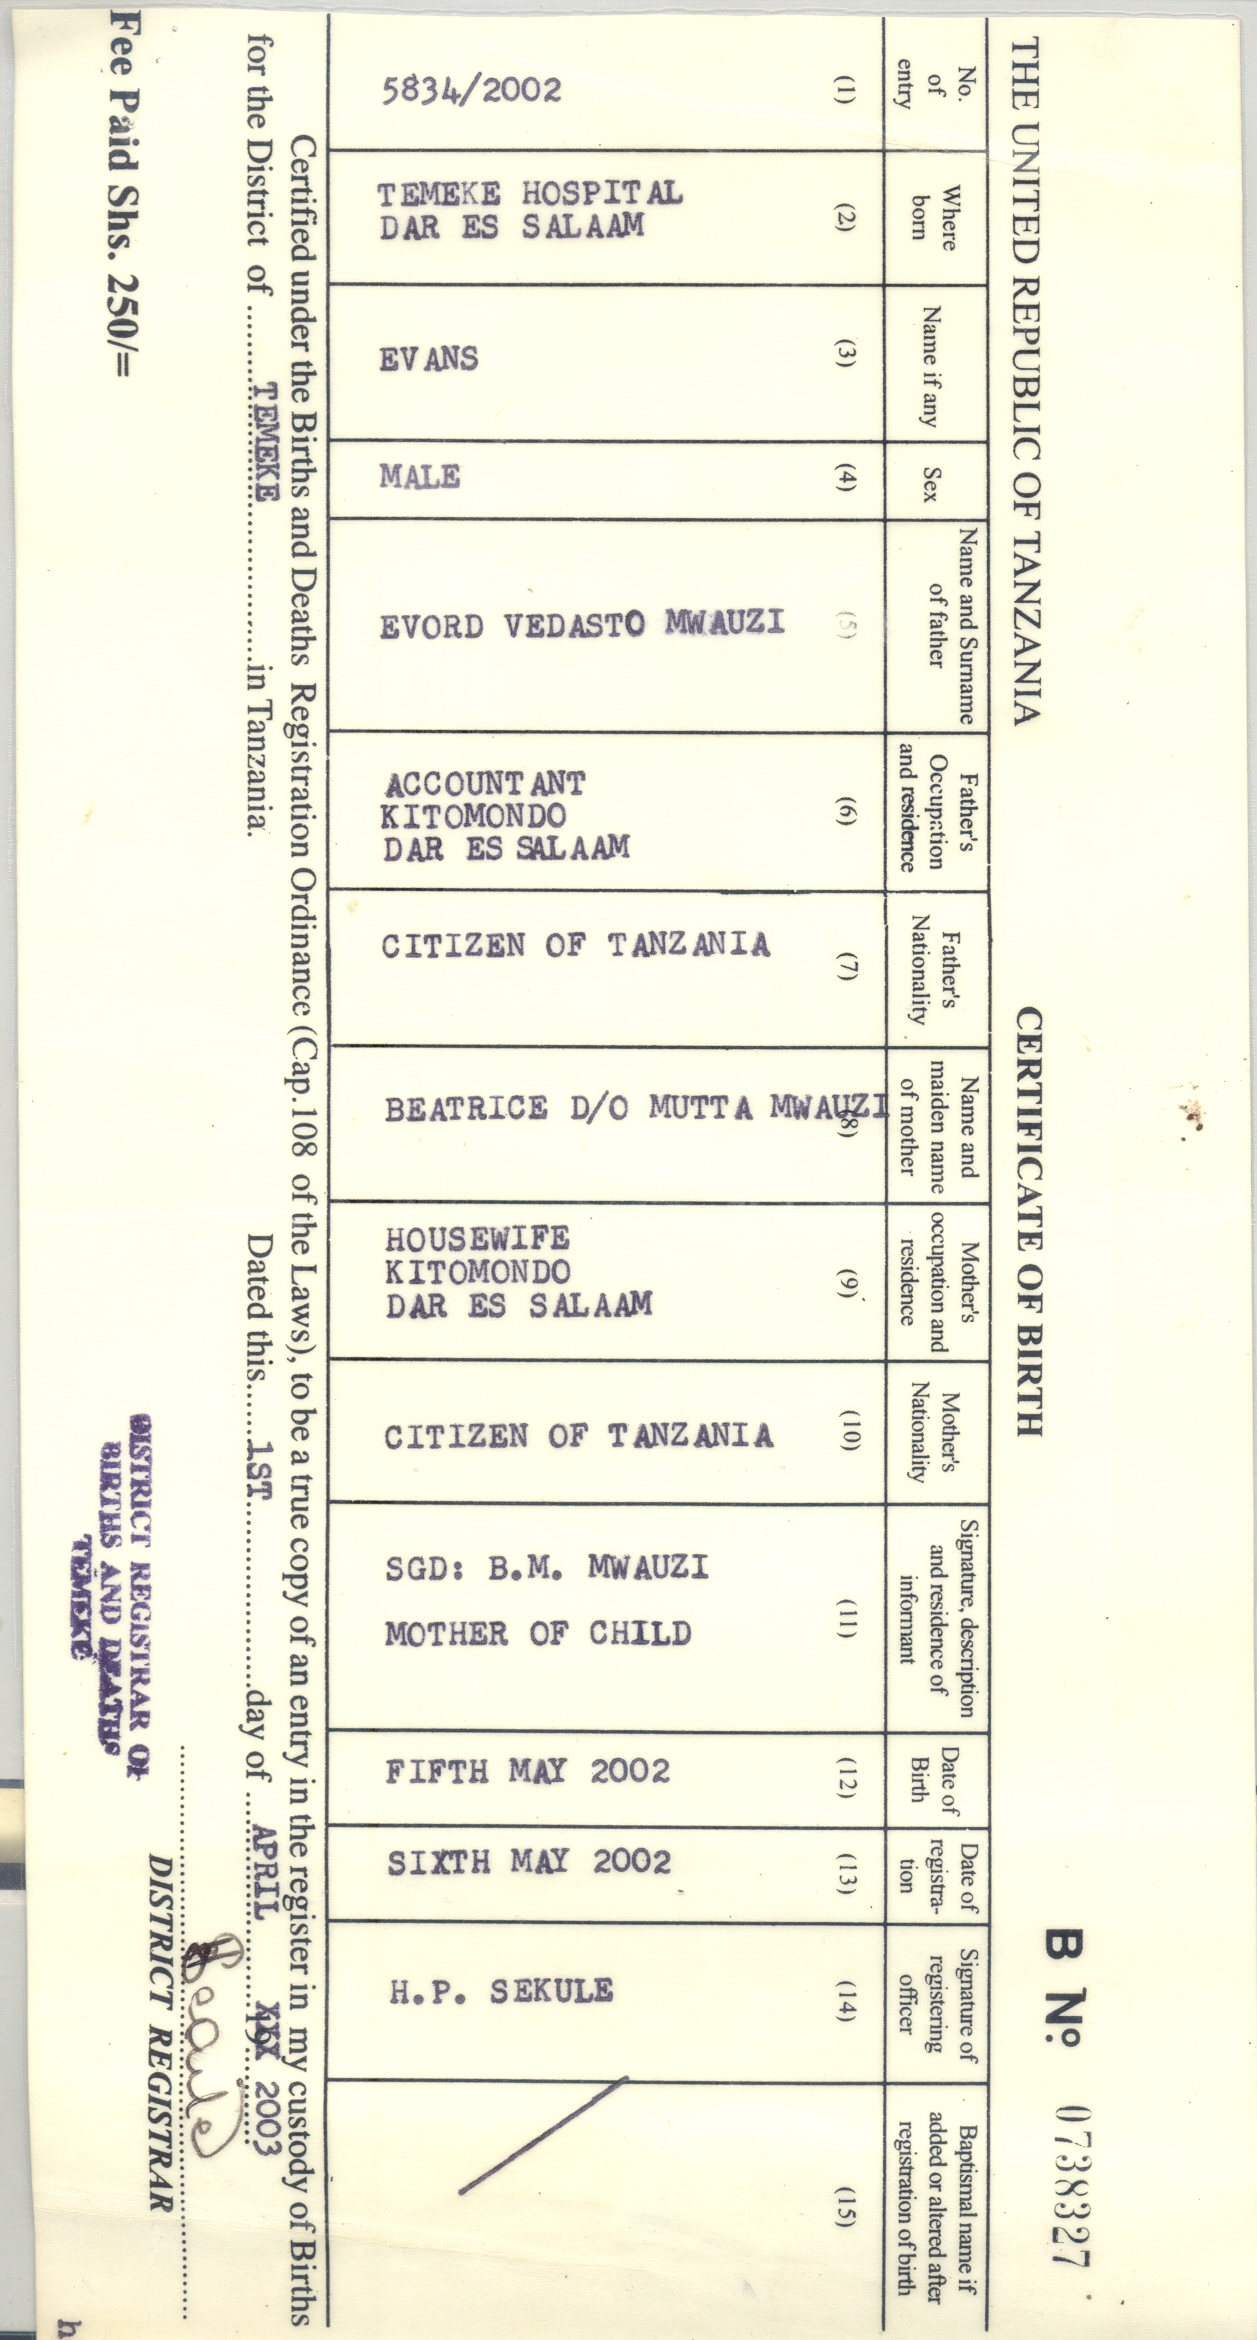 B No. 0738327
THE UNITED REPUBLIC OF TANZANIA
CERTIFICATE OF BIRTH
No. of entry
Where born
Name if any
Sex
Name and Surname of father
Father's Occupation and residence
Father's Nationality
Name and maiden name of mother
Mother's occupation and residence
Mother's Nationality
Signature, description and residence of informant
Date of Birth
Date of registra-tion
Signature of registering officer
Baptismal name if added or altered after registration of birth
(1) (2) (3) (4) (5) (6) (7) (8) (9) (10) (11) (12) (13) (14) (15)
5834/2002
TEMEKE HOSPITAL
DAR ES SALAAM
EVANS
MALE
EVORD VEDASTO MWAUZI
ACCOUNTANT
KITOMONDO
DAR ES SALAAM
CITIZEN OF TANZANIA
BEATRICE D/O MUTTA MWAUZI
HOUSEWIFE
KITOMONDO
DAR ES SALAAM
CITIZEN OF TANZANIA
SGD: B.M. MWAUZI
MOTHER OF CHILD
FIFTH MAY 2002
SIXTH MAY 2002
H.P. SEKULE
Certified under the Births and Deaths Registration Ordinance (Cap.108 of the Laws), to be a true copy of an entry in the register in my custody of Births
for the District of TEMEKE in Tanzania. Dated this 1ST day of APRIL 19 XXX 2003
DISTRICT REGISTRAR
DISTRICT REGISTRAR OF
BIRTHS AND DEATHS
TEMEKE
Fee Paid Shs. 250/=
h